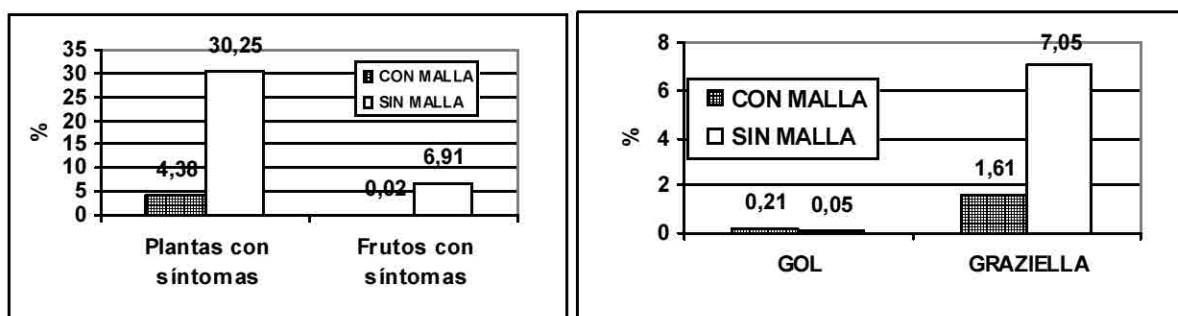 35
30
25
20
15
10
5
0
%
30,25
4,38
0,02
6,91
CON MALLA
SIN MALLA
Plantas con
síntomas
Frutos con
síntomas
8
6
4
2
0
%
7,05
CON MALLA
SIN MALLA
1,61
0,21
0,05
GOL
GRAZIELLA